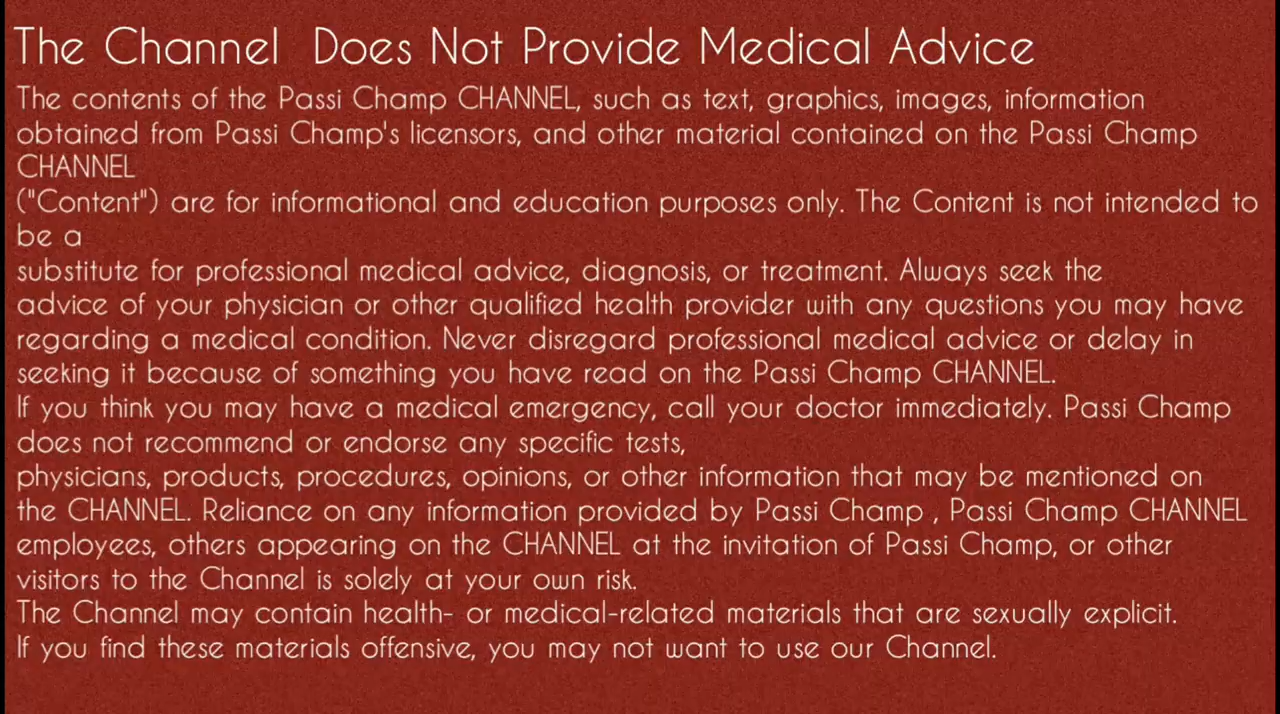 The Channel  Does Not Provide Medical Advice
The contents of the Passi Champ CHANNEL, such as text, graphics, images, information
obtained from Passi Champ's licensors, and other material contained on the Passi Champ
CHANNEL
("Content") are for informational and education purposes only. The Content is not intended to
be a
substitute for professional medical advice, diagnosis, or treatment. Always seek the
advice of your physician or other qualified health provider with any questions you may have
regarding a medical condition. Never disregard professional medical advice or delay in
seeking it because of something you have read on the Passi Champ CHANNEL.
If you think you may have a medical emergency, call your doctor immediately. Passi Champ
does not recommend or endorse any specific tests,
physicians, products, procedures, opinions, or other information that may be mentioned on
the CHANNEL. Reliance on any information provided by Passi Champ , Passi Champ CHANNEL
employees, others appearing on the CHANNEL at the invitation of Passi Champ, or other
visitors to the Channel is solely at your own risk.
The Channel may contain health- or medical-related materials that are sexually explicit.
If you find these materials offensive, you may not want to use our Channel.